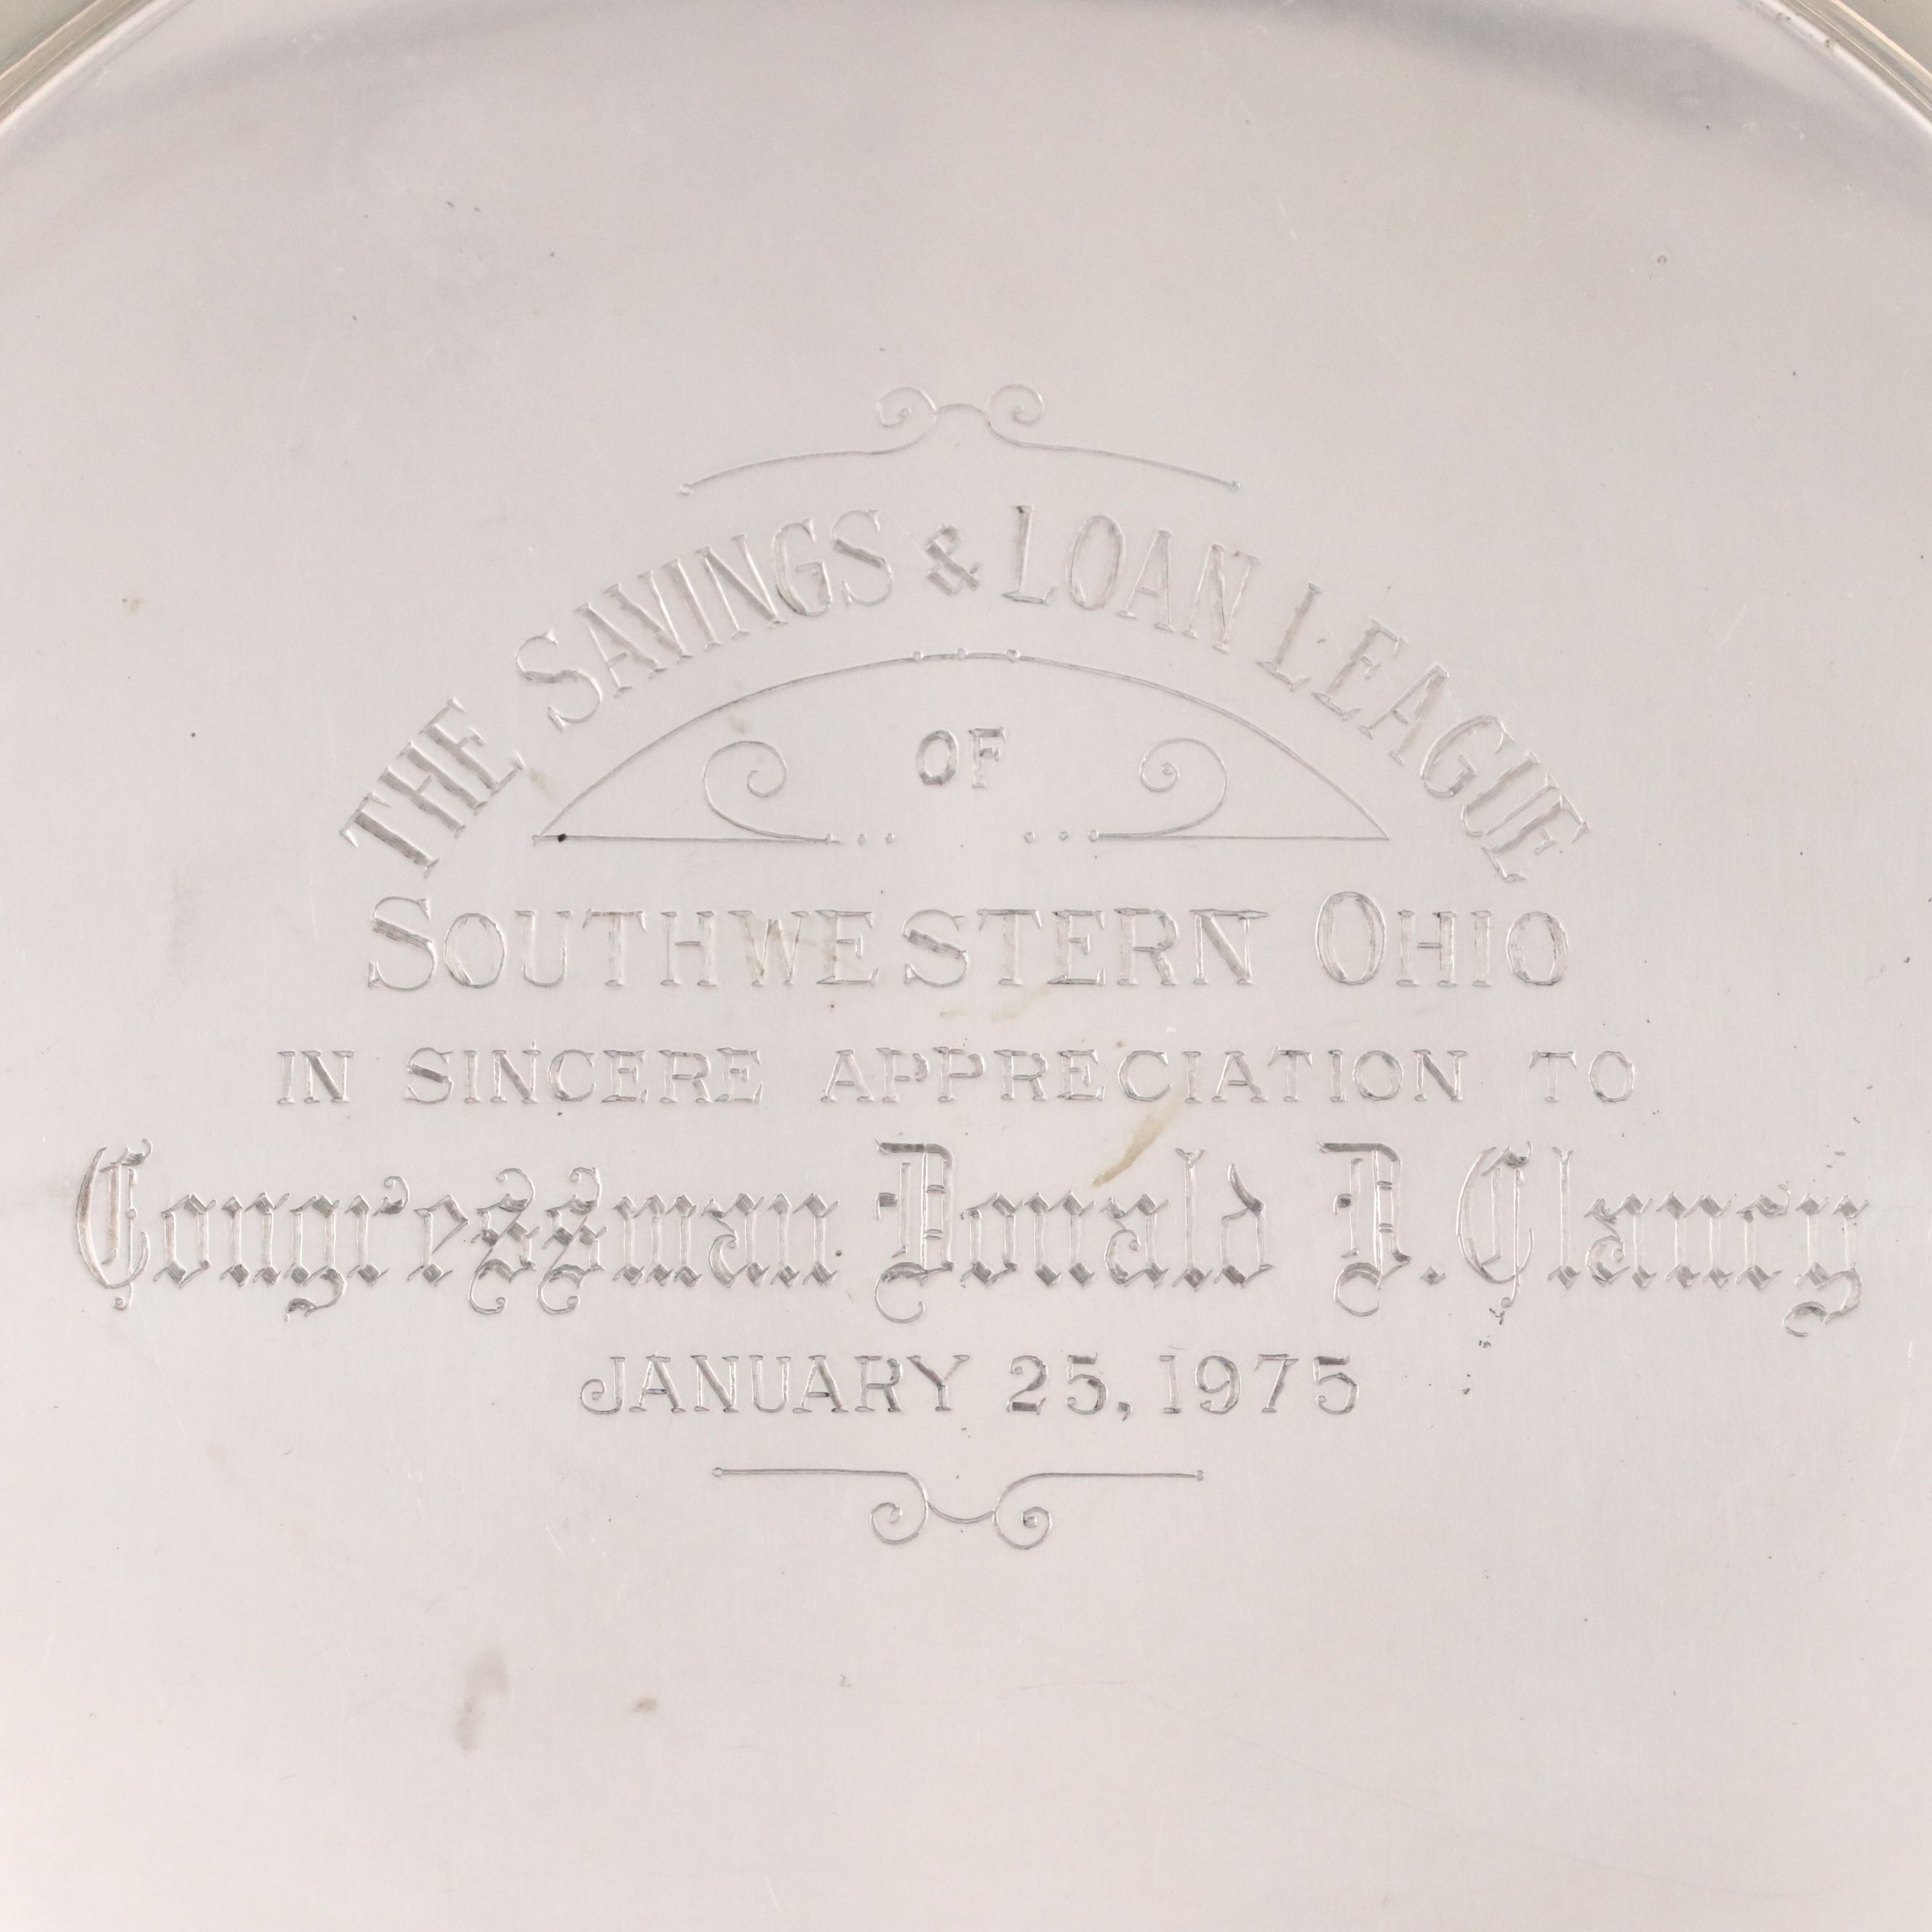 THE SAVINGS & LOAN LEAGUE
OF
SOUTHWESTERN OHIO
IN SINCERE APPRECIATION TO
Congressman Donald D. Clancy
JANUARY 25, 1975